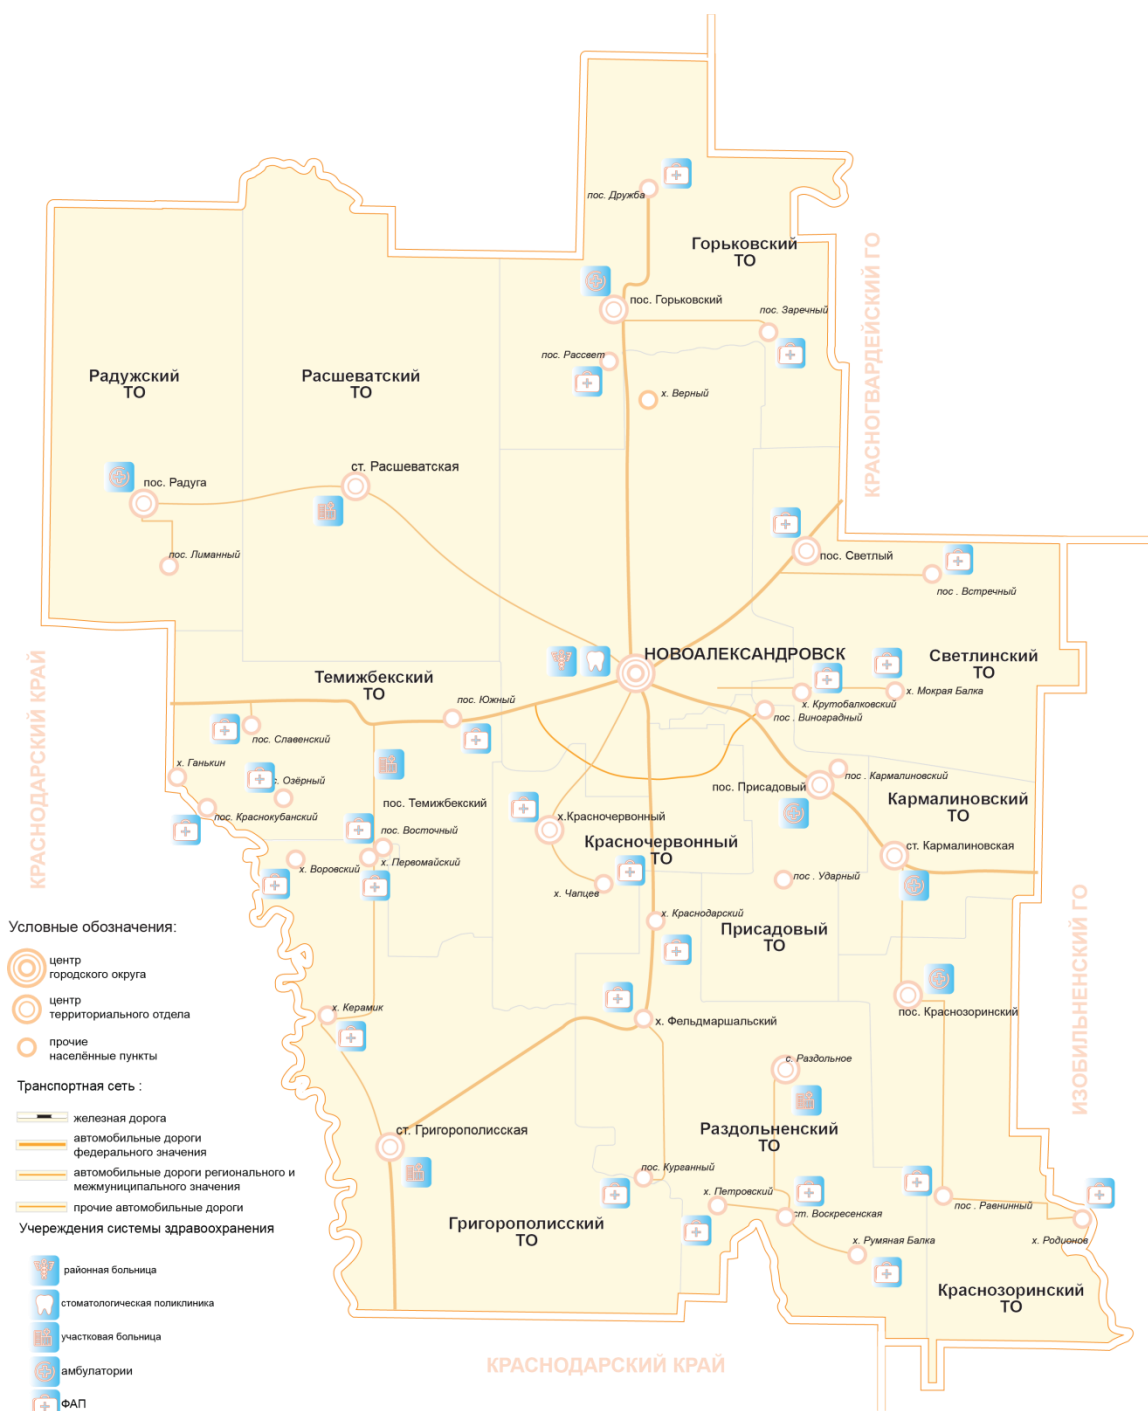 пос. Дружба
Горьковский
ТО
КРАСНОГВАРДЕЙСКИЙ ГО
пос. Горьковский
пос. Заречный
пос. Рассвет
х. Верный
Радужский
ТО
Расшеватский
ТО
ст. Расшеватская
пос. Радуга
пос. Лиманный
пос. Светлый
пос . Встречный
НОВОАЛЕКСАНДРОВСК
Светлинский
ТО
КРАСНОДАРСКИЙ КРАЙ
Темижбекский
ТО
пос. Южный
х. Мокрая Балка
х. Крутобалковский
пос . Виноградный
пос. Славенский
х. Ганькин
с. Озёрный
пос . Кармалиновский
пос. Присадовый
пос. Темижбекский
Кармалиновский
ТО
пос. Краснокубанский
х.Красночервонный
пос. Восточный
Красночервонный
ТО
ст. Кармалиновская
х. Воровский
х. Первомайский
пос . Ударный
х. Чапцев
ИЗОБИЛЬНЕНСКИЙ ГО
х. Краснодарский
Присадовый
ТО
Условные обозначения:
центр
городского округа
центр
территориального отдела
прочие
населённые пункты
х. Керамик
х. Фельдмаршальский
пос. Краснозоринский
с. Раздольное
Транспортная сеть :
железная дорога
автомобильные дороги
федерального значения
автомобильные дороги регионального и
межмуниципального значения
прочие автомобильные дороги
ст. Григорополисская
Раздольненский
ТО
пос. Курганный
х. Петровский
ст. Воскресенская
пос . Равнинный
Григорополисский
ТО
х. Румяная Балка
х. Родионов
Краснозоринский
ТО
Учереждения системы здравоохранения
районная больница
стоматологическая поликлиника
участковая больница
амбулатории
ФАП
КРАСНОДАРСКИЙ КРАЙ